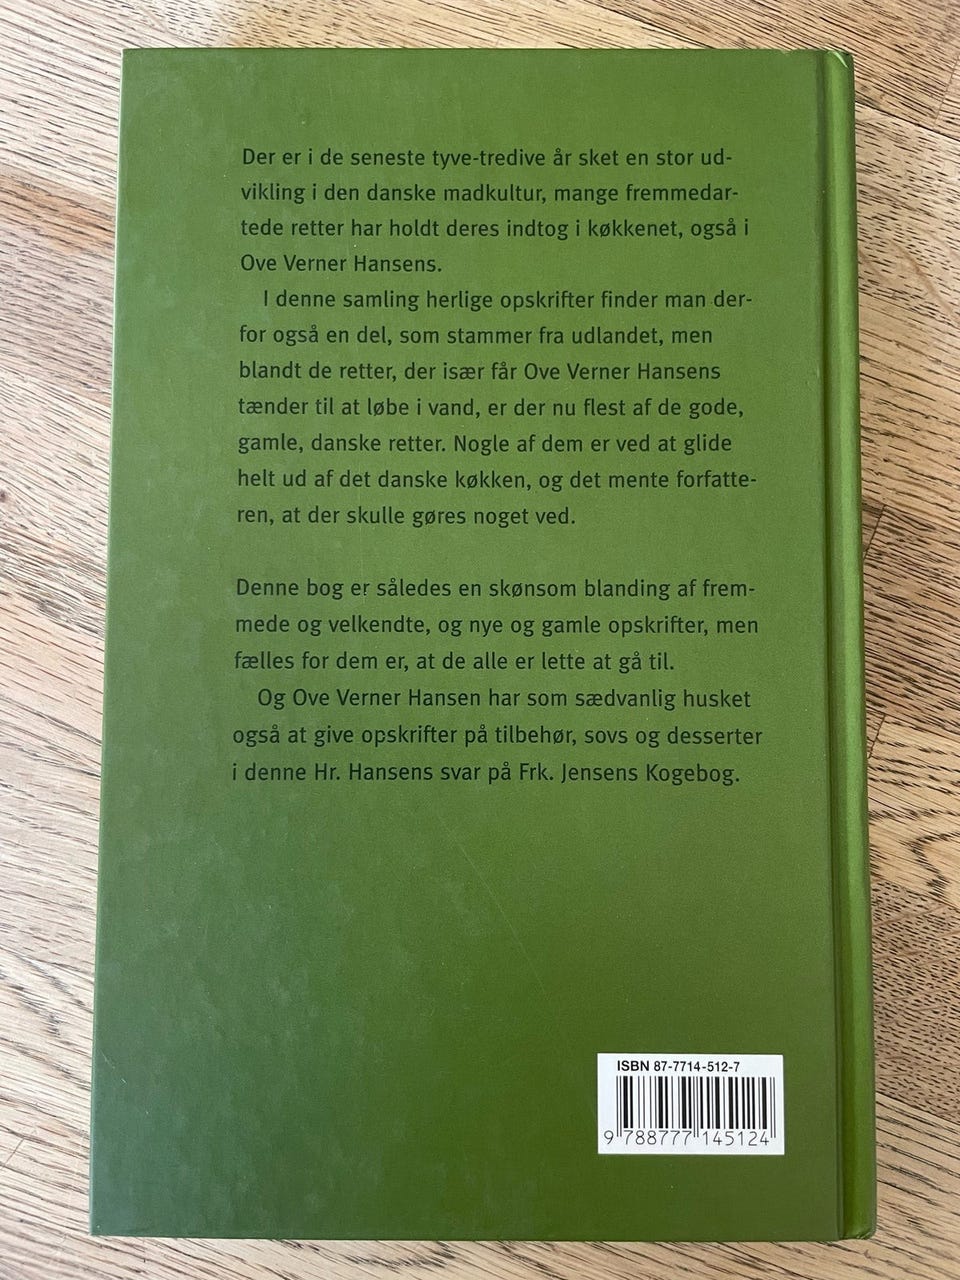 Der er i de seneste tyve-tredive år sket en stor ud-
vikling i den danske madkultur, mange fremmedar-
tede retter har holdt deres indtog i køkkenet, også i
Ove Verner Hansens.
I denne samling herlige opskrifter finder man der-
for også en del, som stammer fra udlandet, men
blandt de retter, der især får Ove Verner Hansens
tænder til at løbe i vand, er der nu flest af de gode,
gamle, danske retter. Nogle af dem er ved at glide
helt ud af det danske køkken, og det mente forfatte-
ren, at der skulle gøres noget ved.
Denne bog er således en skønsom blanding af frem-
mede og velkendte, og nye og gamle opskrifter, men
fælles for dem er, at de alle er lette at gå til.
Og Ove Verner Hansen har som sædvanlig husket
også at give opskrifter på tilbehør, sovs og desserter
i denne Hr. Hansens svar på Frk. Jensens Kogebog.
ISBN 87-7714-512-7
9 788777 145124